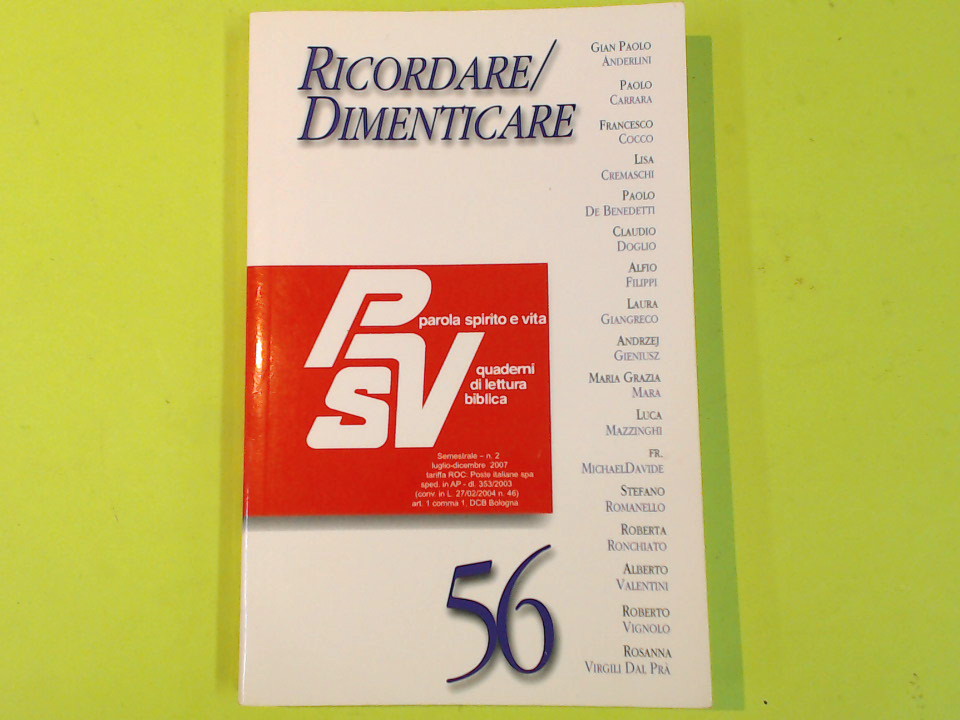 RICORDARE/
DIMENTICARE
PSV
parola spirito e vita
quaderni
di lettura
biblica
Semestrale – n. 2
luglio-dicembre 2007
tariffa ROC: Poste italiane spa
sped. in AP - dl. 353/2003
(conv. in L. 27/02/2004 n. 46)
art. 1 comma 1, DCB Bologna
56
GIAN PAOLO
ANDERLINI
PAOLO
CARRARA
FRANCESCO
COCCO
LISA
CREMASCHI
PAOLO
DE BENEDETTI
CLAUDIO
DOGLIO
ALFIO
FILIPPI
LAURA
GIANGRECO
ANDRZEJ
GIENIUSZ
MARIA GRAZIA
MARA
LUCA
MAZZINGHI
FR.
MICHAELDAVIDE
STEFANO
ROMANELLO
ROBERTA
RONCHIATO
ALBERTO
VALENTINI
ROBERTO
VIGNOLO
ROSANNA
VIRGILI DAL PRÀ